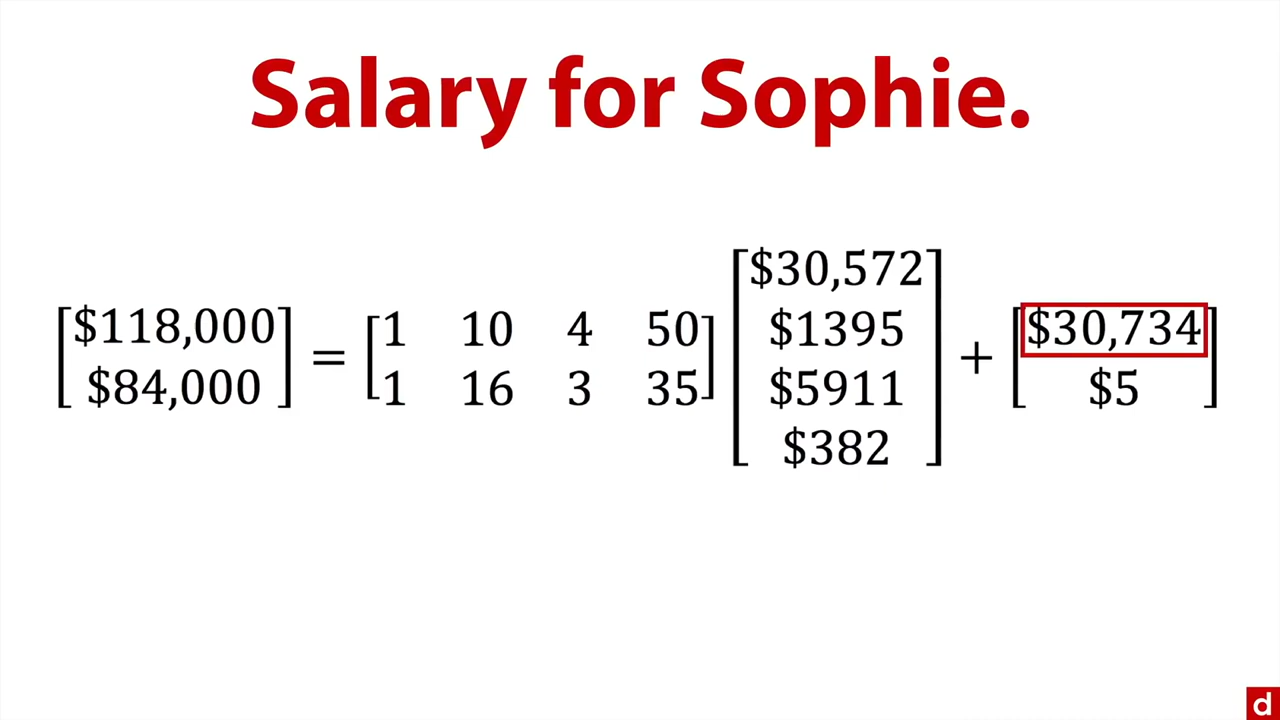 Salary for Sophie.
[$118,000 $84,000] = [1 10 4 50 1 16 3 35] [$30,572 $1395 $5911 $382] + [$30,734 $5]
d